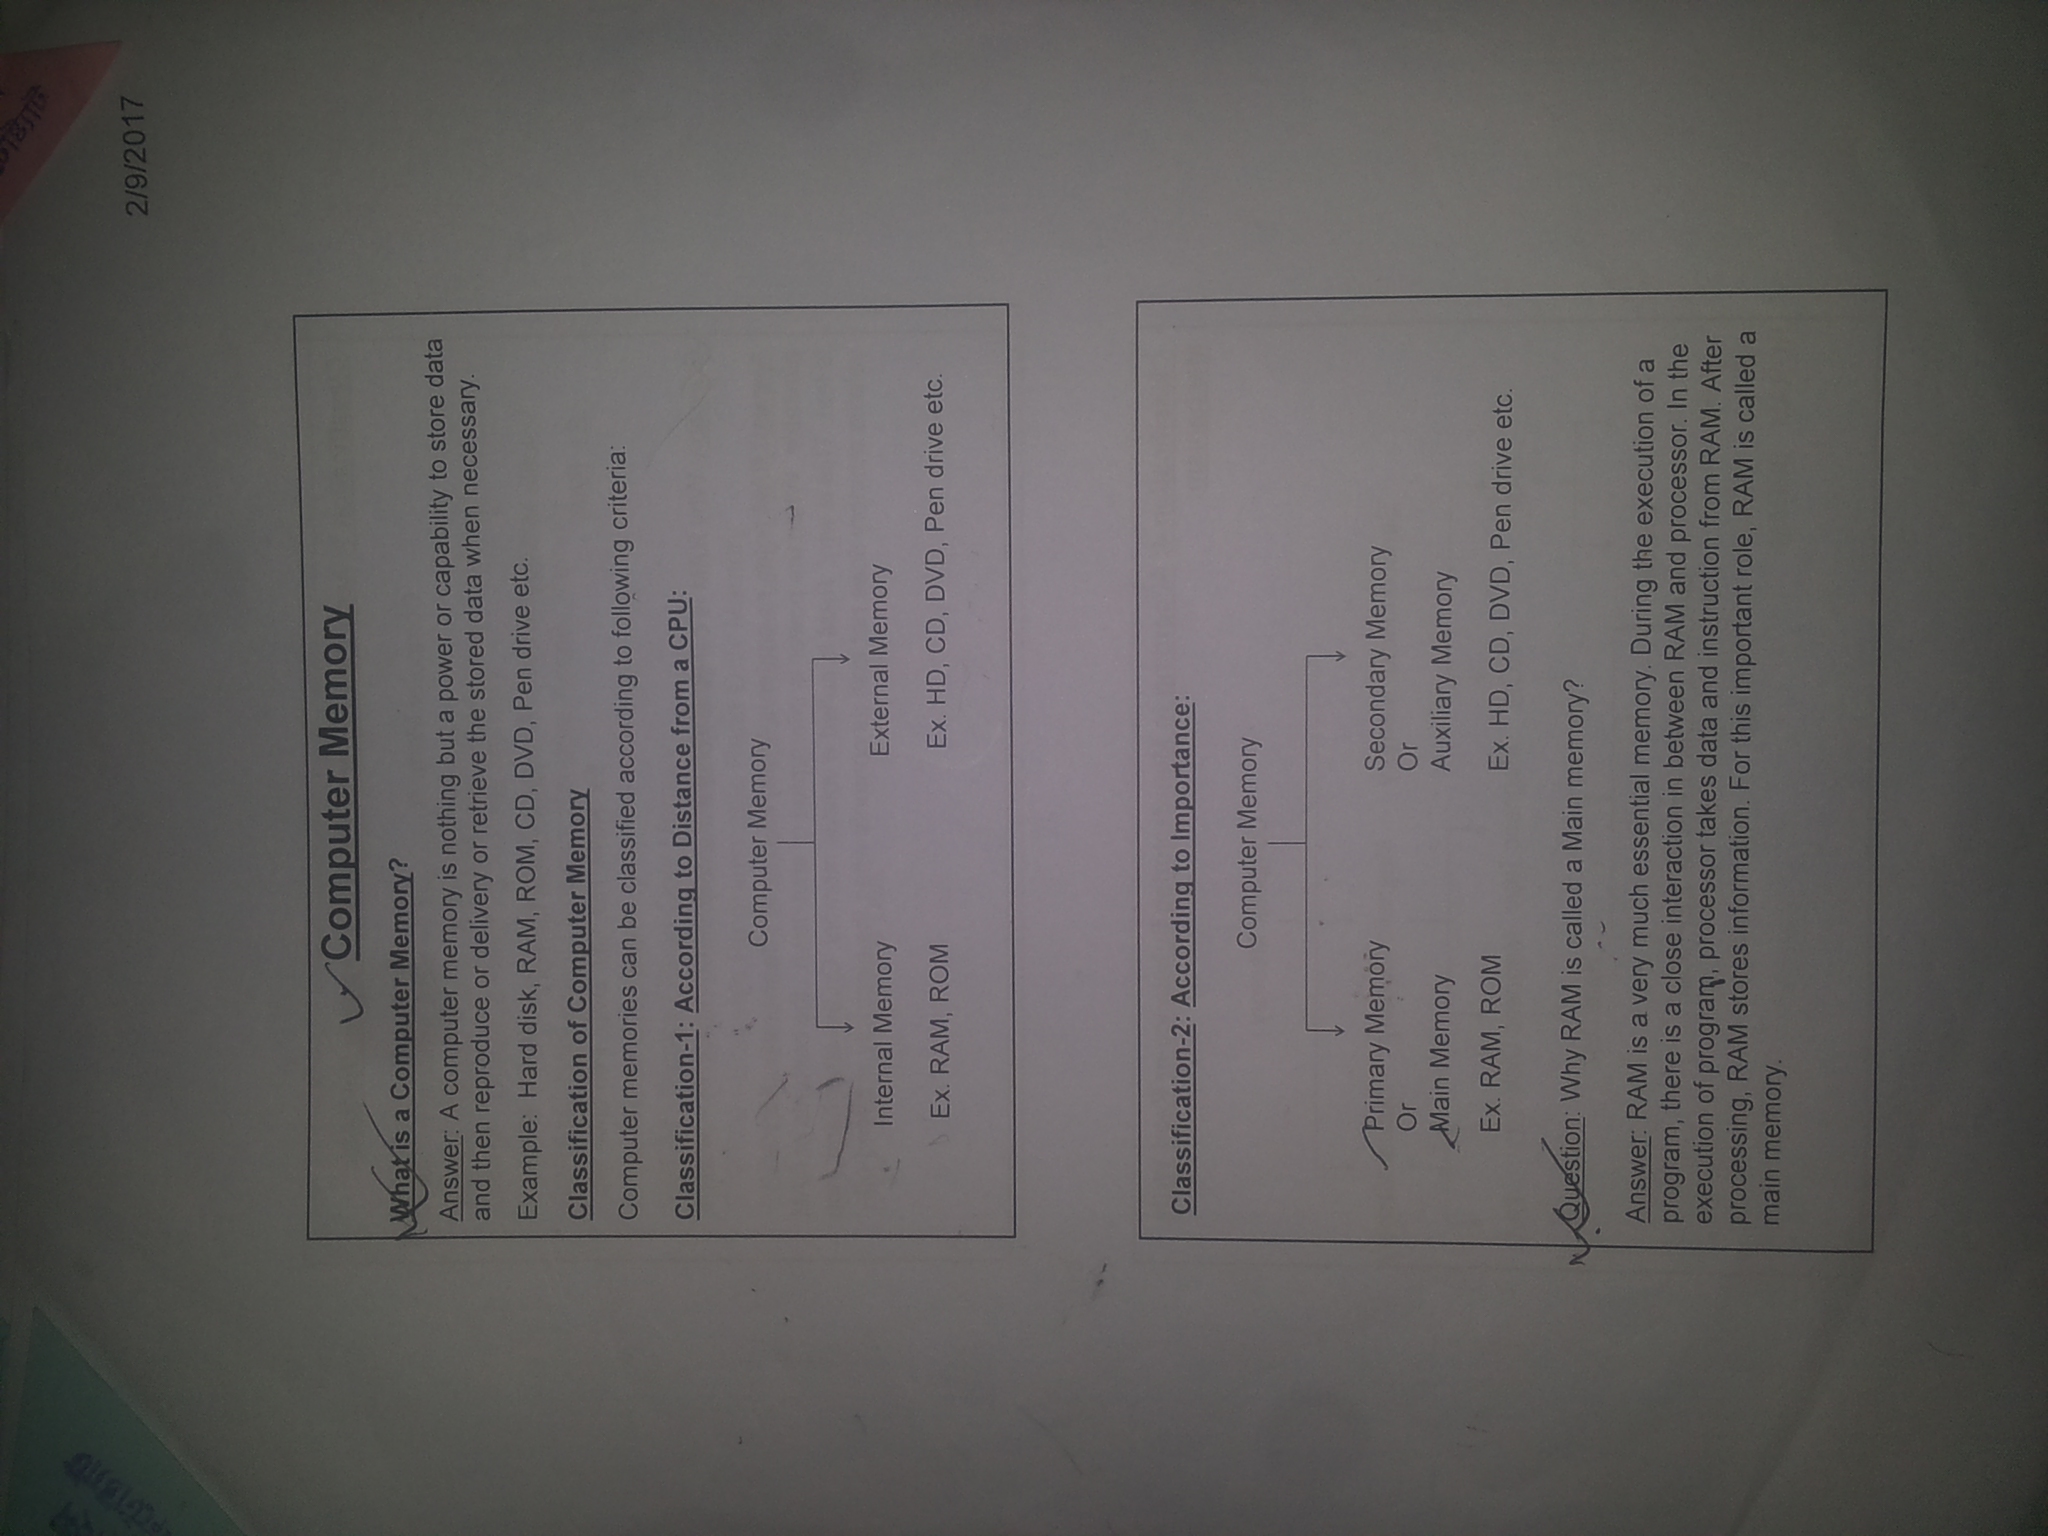 2/9/2017
Computer Memory
What is a Computer Memory?
Answer: A computer memory is nothing but a power or capability to store data
and then reproduce or delivery or retrieve the stored data when necessary.
Example: Hard disk, RAM, ROM, CD, DVD, Pen drive etc.
Classification of Computer Memory
Computer memories can be classified according to following criteria:
Classification-1: According to Distance from a CPU:
Computer Memory
Internal Memory External Memory
Ex. RAM, ROM Ex. HD, CD, DVD, Pen drive etc.
Classification-2: According to Importance:
Computer Memory
Primary Memory Secondary Memory
Or Or
Main Memory Auxiliary Memory
Ex. RAM, ROM Ex. HD, CD, DVD, Pen drive etc.
Question: Why RAM is called a Main memory?
Answer: RAM is a very much essential memory. During the execution of a
program, there is a close interaction in between RAM and processor. In the
execution of program, processor takes data and instruction from RAM. After
processing, RAM stores information. For this important role, RAM is called a
main memory.